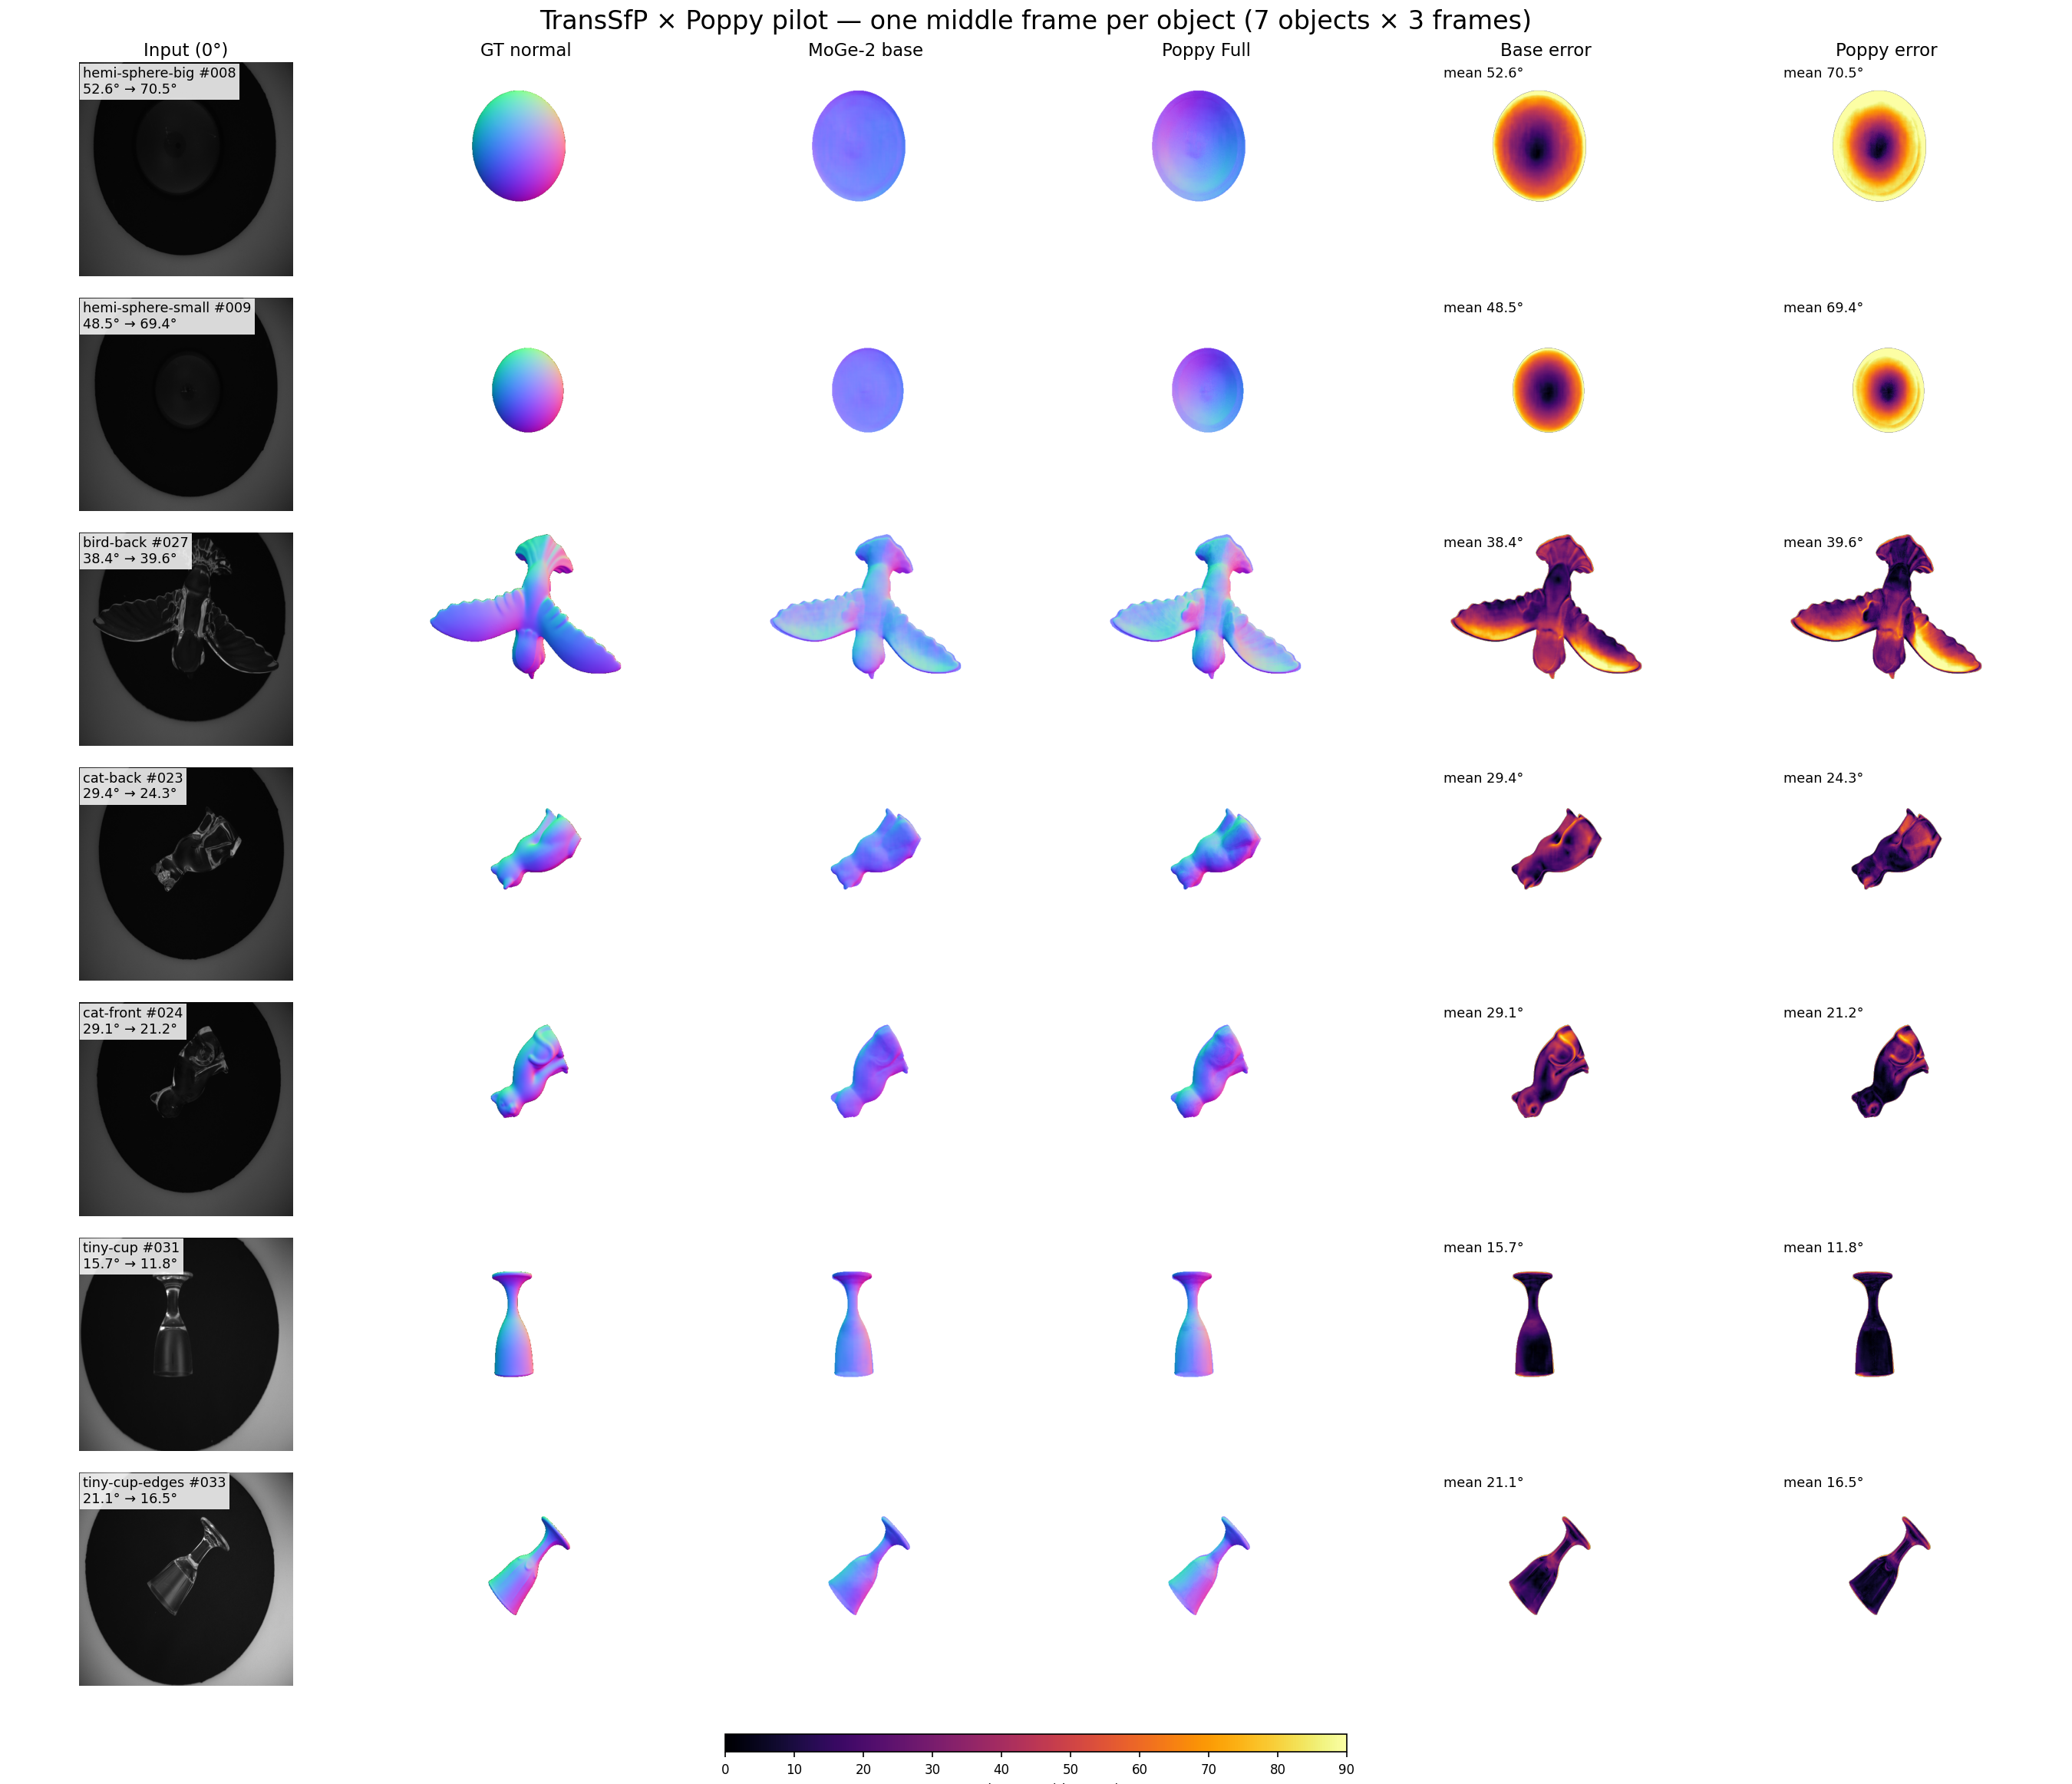 TransSfP × Poppy pilot — one middle frame per object (7 objects × 3 frames)
Input (0°) GT normal MoGe-2 base Poppy Full Base error Poppy error
hemi-sphere-big #008
52.6° → 70.5°
mean 52.6° mean 70.5°
hemi-sphere-small #009
48.5° → 69.4°
mean 48.5° mean 69.4°
bird-back #027
38.4° → 39.6°
mean 38.4° mean 39.6°
cat-back #023
29.4° → 24.3°
mean 29.4° mean 24.3°
cat-front #024
29.1° → 21.2°
mean 29.1° mean 21.2°
tiny-cup #031
15.7° → 11.8°
mean 15.7° mean 11.8°
tiny-cup-edges #033
21.1° → 16.5°
mean 21.1° mean 16.5°
0 10 20 30 40 50 60 70 80 90